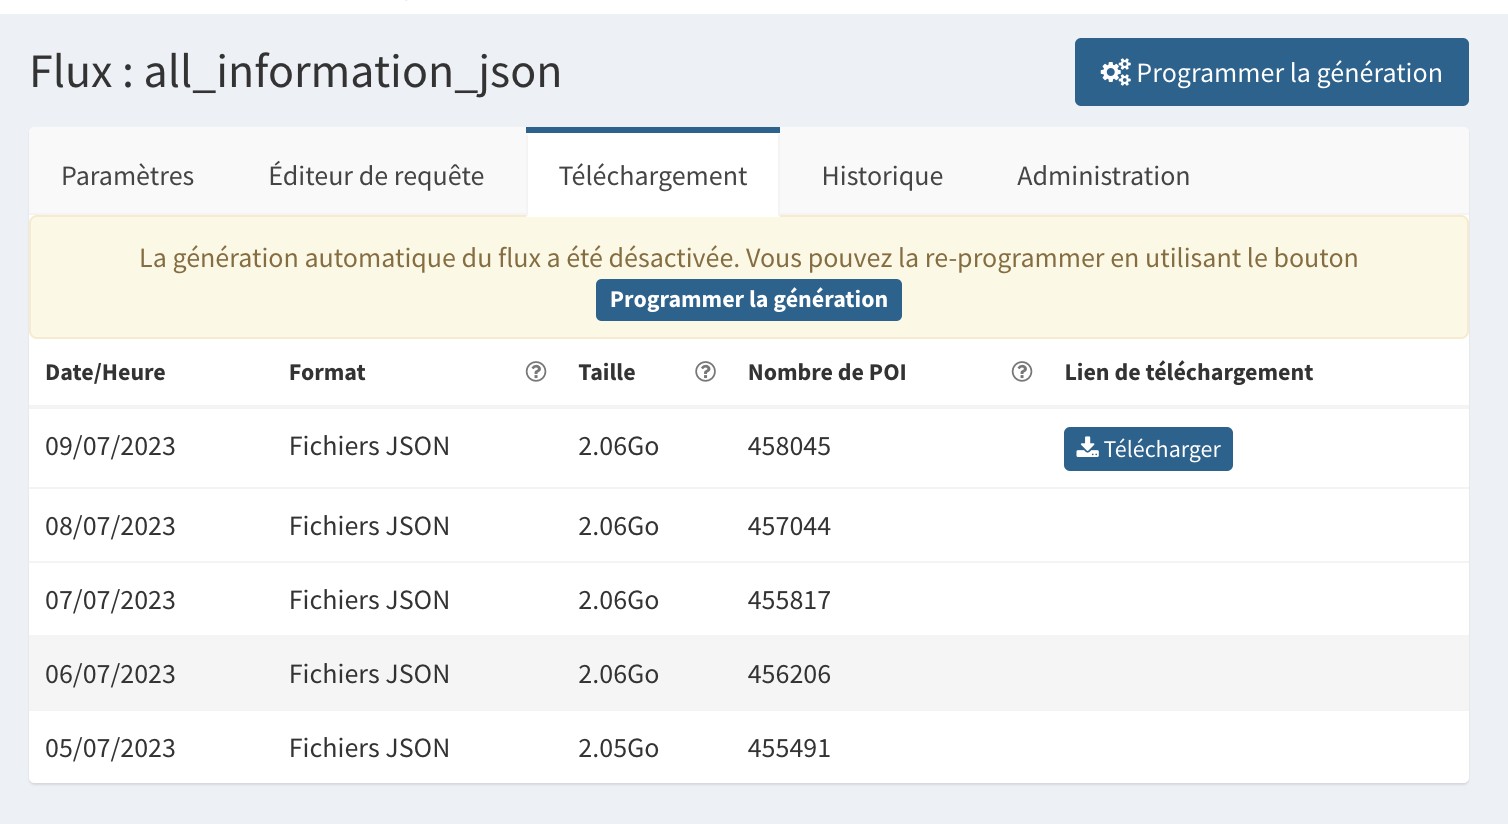 Flux : all_information_json
Programmer la génération
Paramètres Éditeur de requête Téléchargement Historique Administration
La génération automatique du flux a été désactivée. Vous pouvez la re-programmer en utilisant le bouton
Programmer la génération
Date/Heure Format ? Taille ? Nombre de POI ? Lien de téléchargement
09/07/2023 Fichiers JSON 2.06Go 458045 Télécharger
08/07/2023 Fichiers JSON 2.06Go 457044
07/07/2023 Fichiers JSON 2.06Go 455817
06/07/2023 Fichiers JSON 2.06Go 456206
05/07/2023 Fichiers JSON 2.05Go 455491